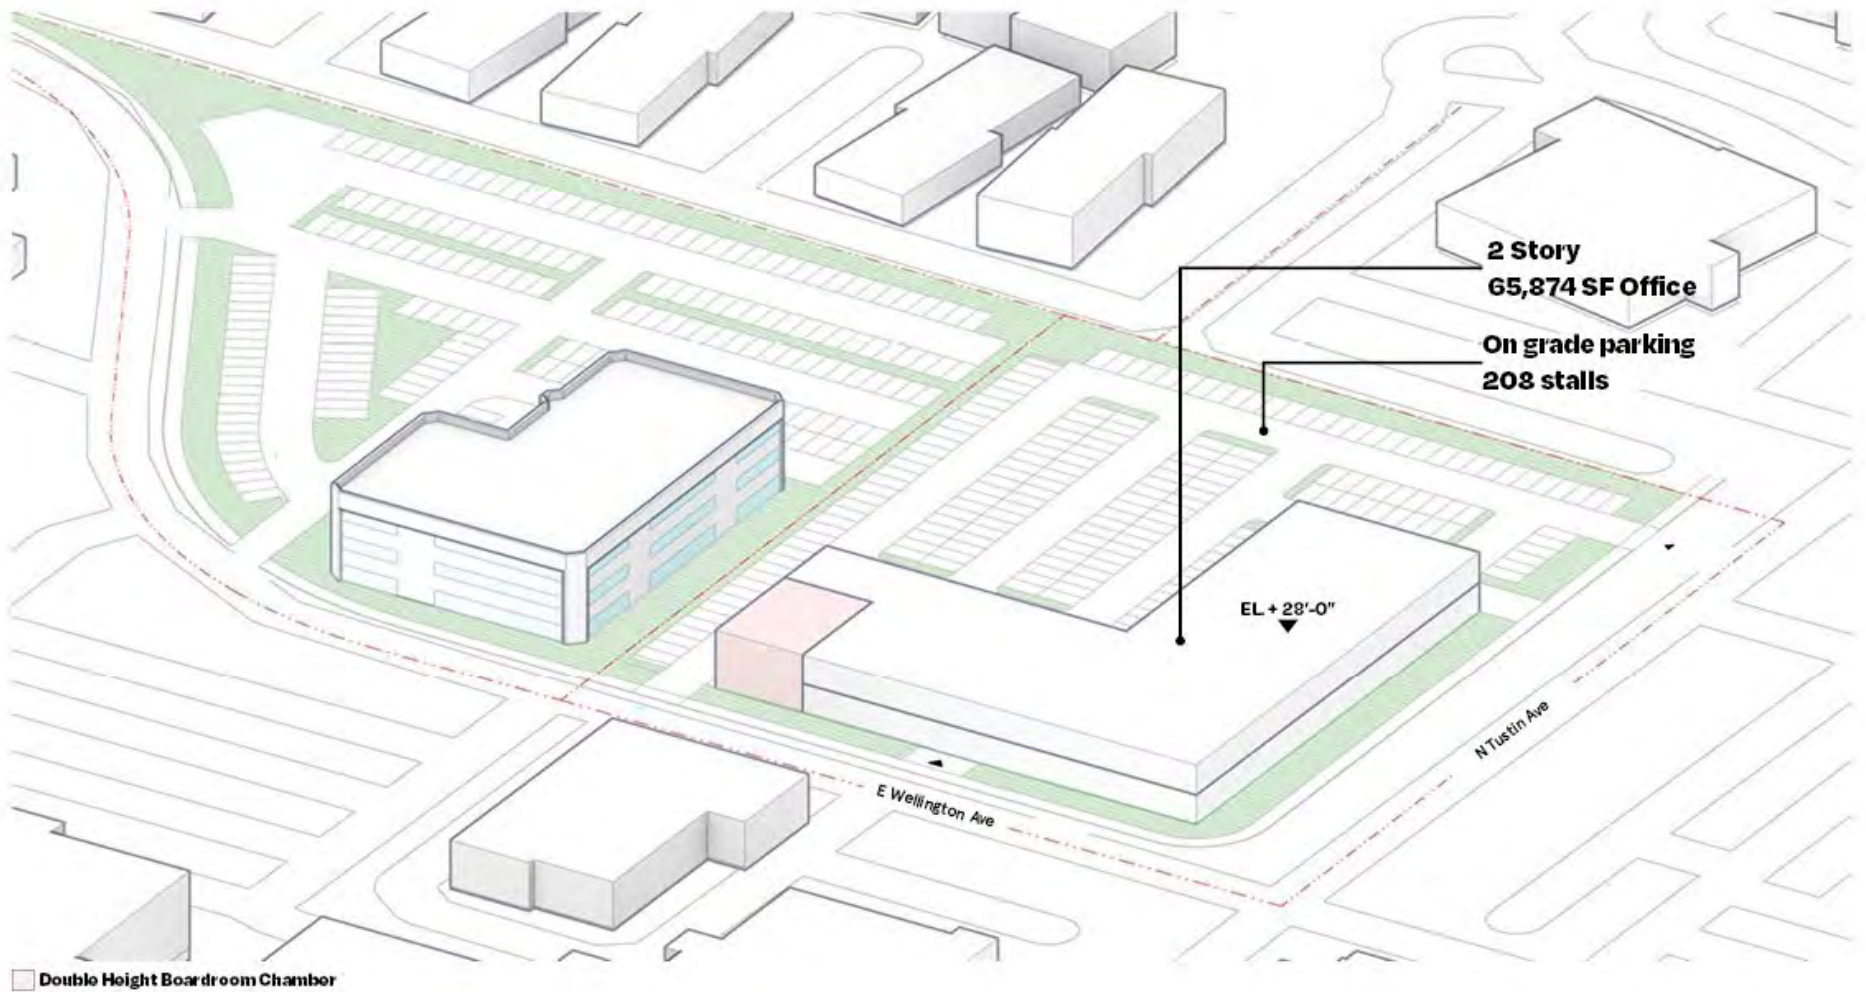 2 Story
65,874 SF Office
On grade parking
208 stalls
EL. + 28'-0"
N Tustin Ave
E Wellington Ave
Double Height Boardroom Chamber